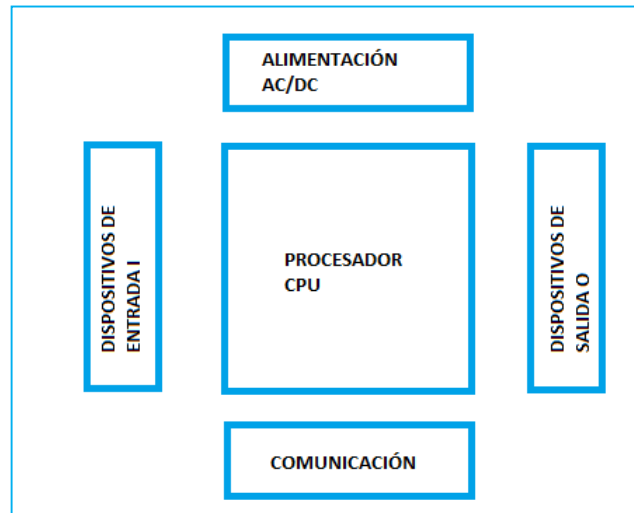 ALIMENTACIÓN
AC/DC
DISPOSITIVOS DE
ENTRADA I
PROCESADOR
CPU
DISPOSITIVOS DE
SALIDA O
COMUNICACIÓN